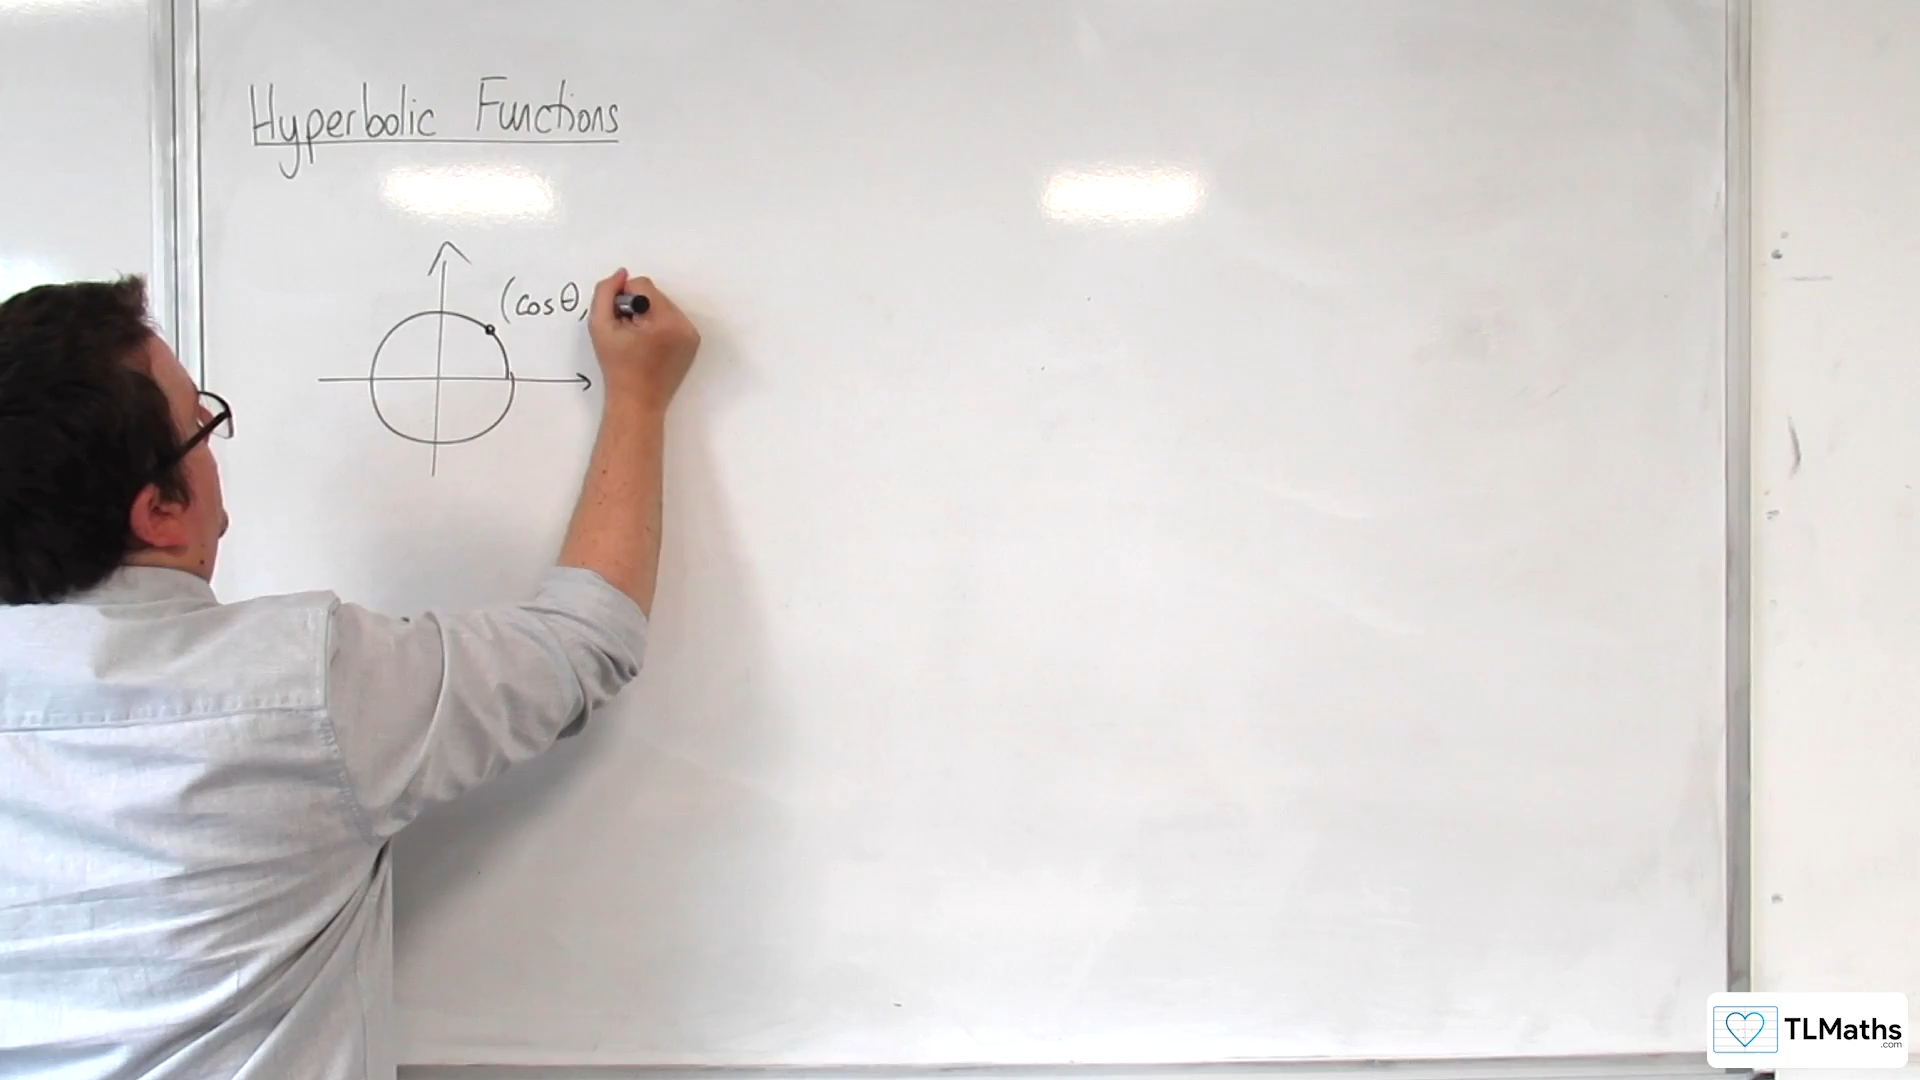 Hyperbolic Functions
(cosθ,
TLMaths
.com